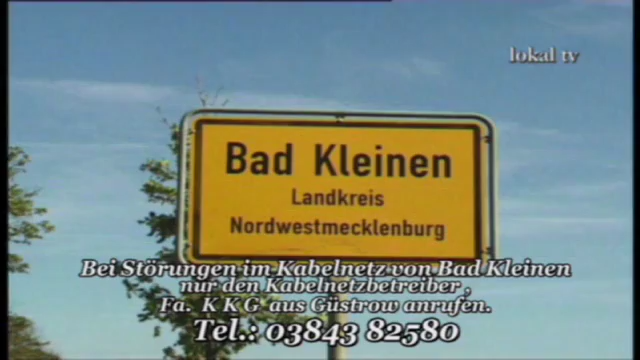 lokal tv
Bad Kleinen
Landkreis
Nordwestmecklenburg
Bei Störungen im Kabelnetz von Bad Kleinen
nur den Kabelnetzbetreiber ,
Fa. K K G aus Güstrow anrufen.
Tel.: 03843 82580